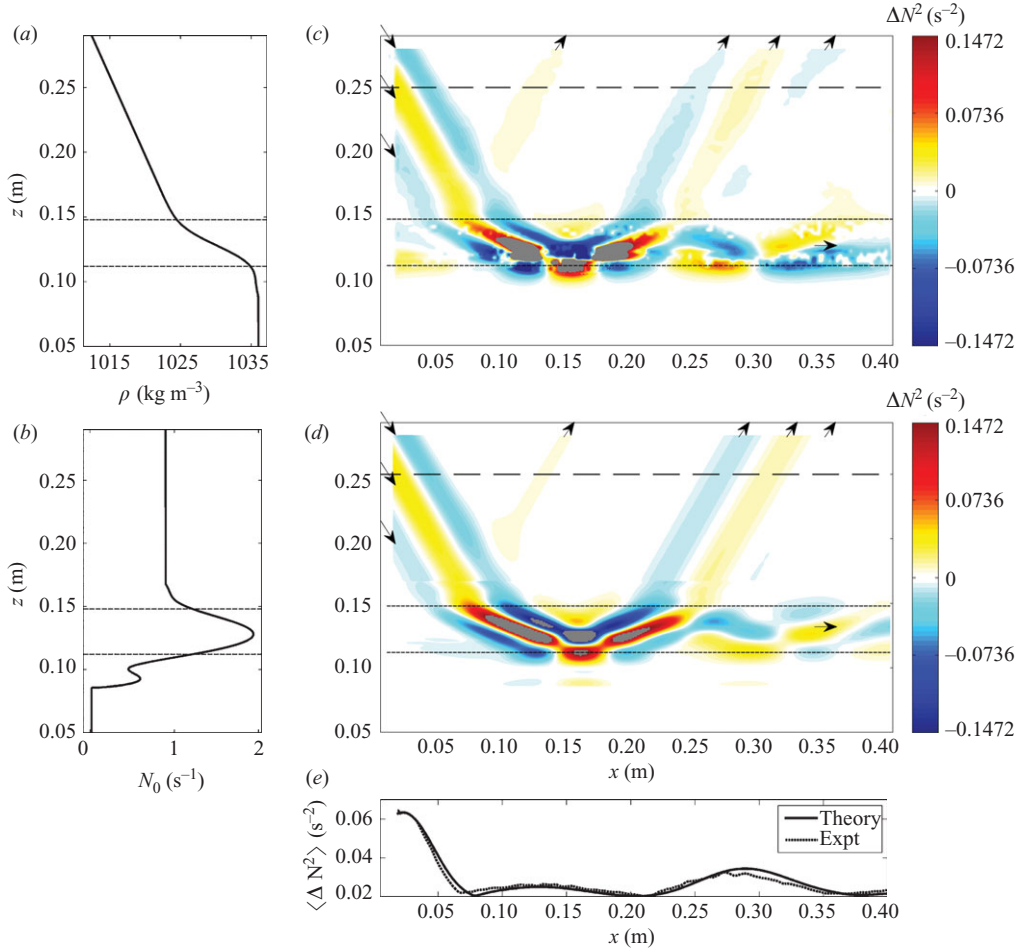 (a)
0.25
0.20
z (m)
0.15
0.10
0.05
1015 1025 1035
ρ (kg m–3)
(b)
0.25
0.20
z (m)
0.15
0.10
0.05
0 1 2
N0 (s–1)
(c)
0.25
0.20
0.15
0.10
0.05
0.05 0.10 0.15 0.20 0.25 0.30 0.35 0.40
ΔN2 (s–2)
0.1472
0.0736
0
–0.0736
–0.1472
(d)
0.25
0.20
0.15
0.10
0.05
0.05 0.10 0.15 0.20 0.25 0.30 0.35 0.40
x (m)
ΔN2 (s–2)
0.1472
0.0736
0
–0.0736
–0.1472
(e)
⟨Δ N2⟩ (s–2)
0.06
0.04
0.02
Theory
Expt
0.05 0.10 0.15 0.20 0.25 0.30 0.35 0.40
x (m)